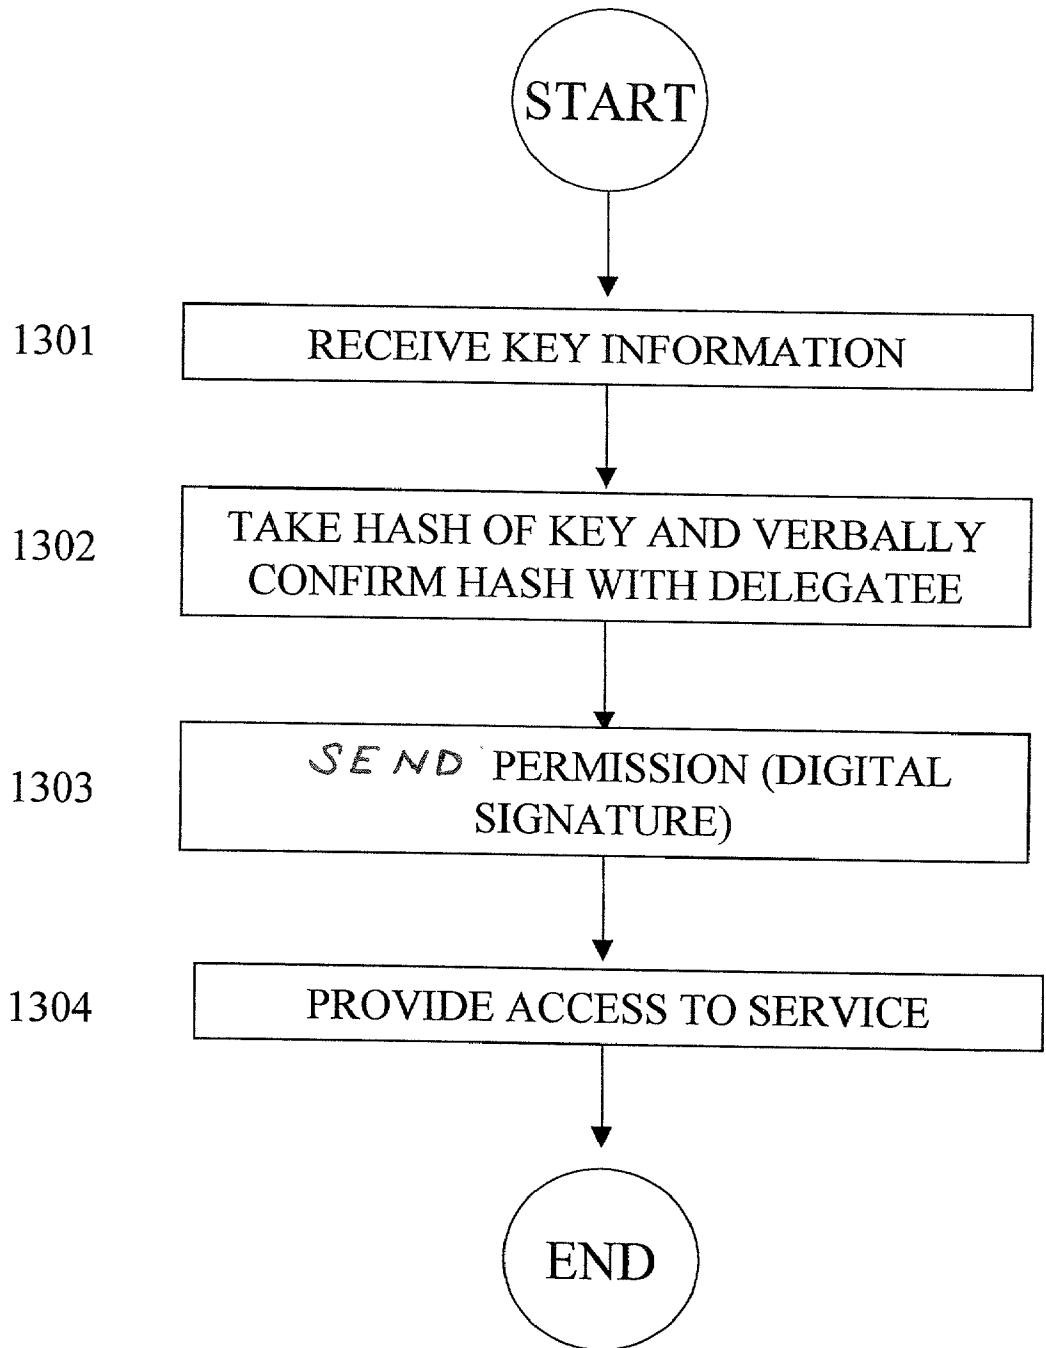 START
1301
RECEIVE KEY INFORMATION
1302
TAKE HASH OF KEY AND VERBALLY
CONFIRM HASH WITH DELEGATEE
1303
SEND PERMISSION (DIGITAL
SIGNATURE)
1304
PROVIDE ACCESS TO SERVICE
END